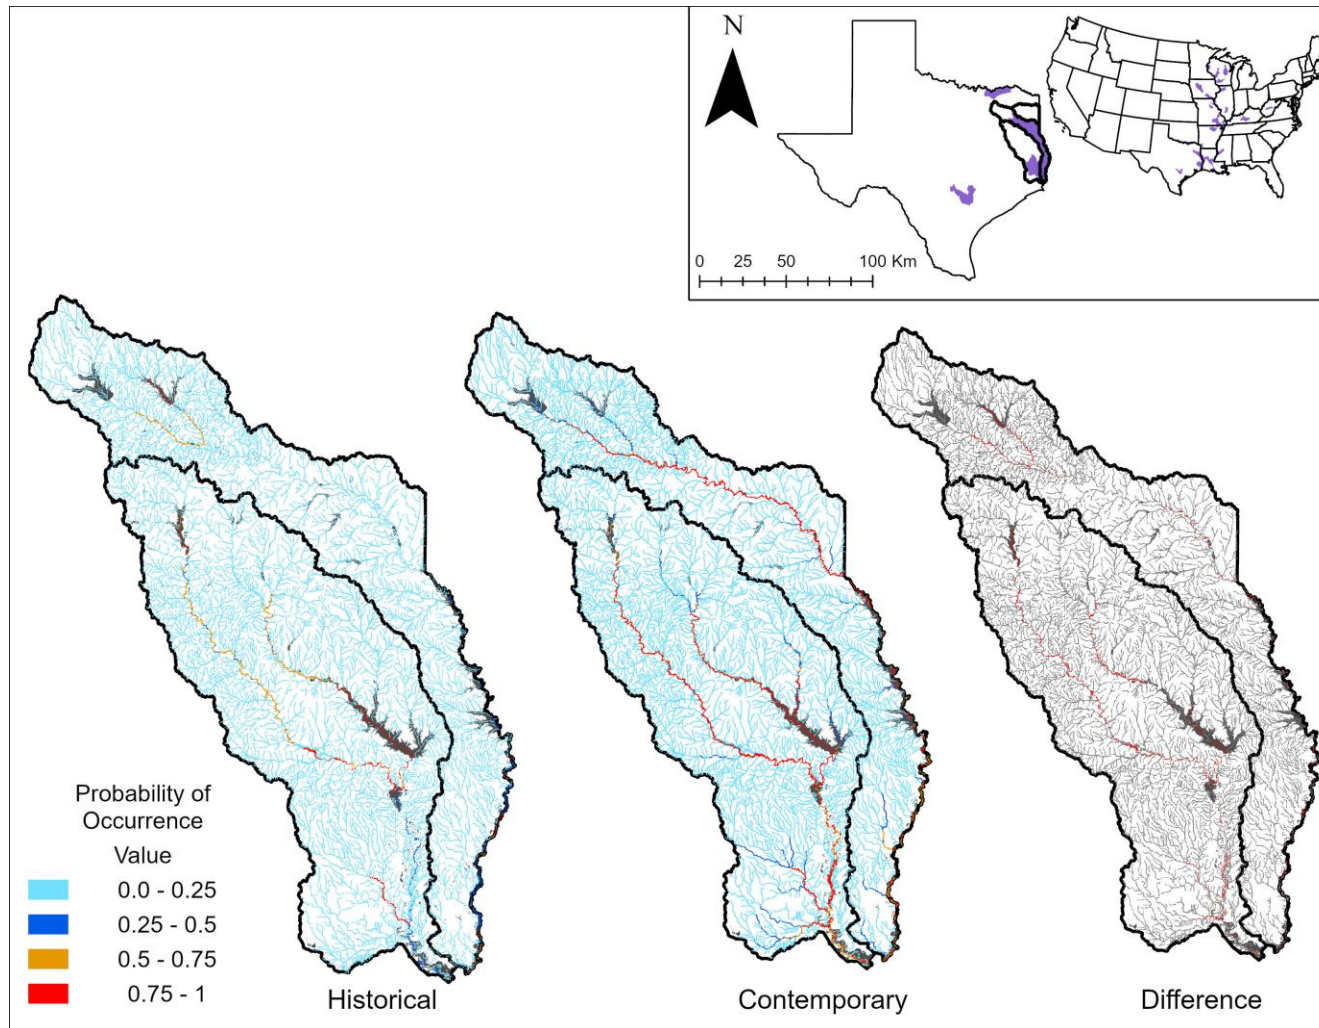 N
0 25 50 100 Km
Probability of
Occurrence
Value
0.0 - 0.25
0.25 - 0.5
0.5 - 0.75
0.75 - 1
Historical
Contemporary
Difference